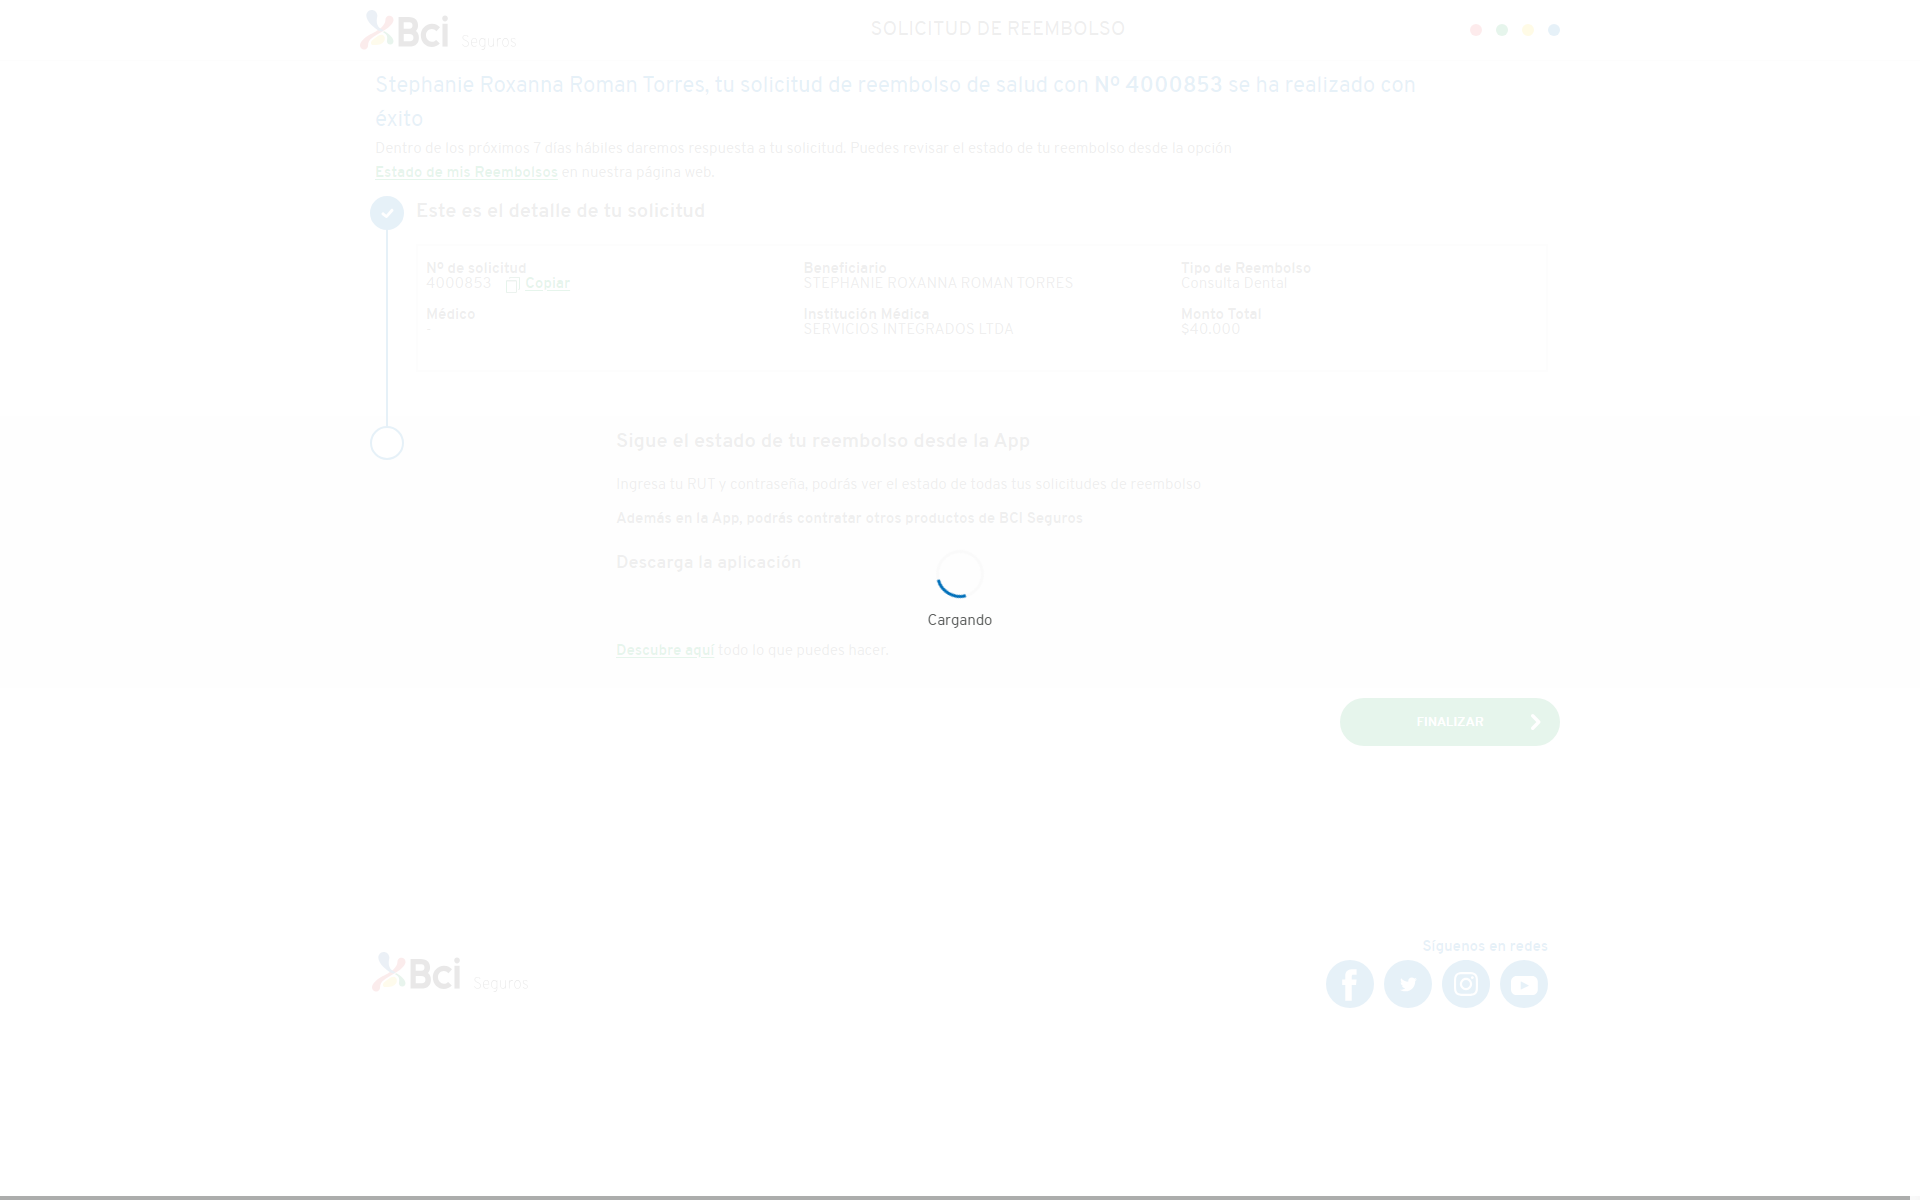 Bci Seguros
SOLICITUD DE REEMBOLSO
Stephanie Roxanna Roman Torres, tu solicitud de reembolso de salud con Nº 4000853 se ha realizado con
éxito
Dentro de los próximos 7 días hábiles daremos respuesta a tu solicitud. Puedes revisar el estado de tu reembolso desde la opción
Estado de mis Reembolsos en nuestra página web.
Este es el detalle de tu solicitud
Nº de solicitud
4000853 Copiar
Beneficiario
STEPHANIE ROXANNA ROMAN TORRES
Tipo de Reembolso
Consulta Dental
Médico
-
Institución Médica
SERVICIOS INTEGRADOS LTDA
Monto Total
$40.000
Sigue el estado de tu reembolso desde la App
Ingresa tu RUT y contraseña, podrás ver el estado de todas tus solicitudes de reembolso
Además en la App, podrás contratar otros productos de BCI Seguros
Descarga la aplicación
Cargando
Descubre aquí todo lo que puedes hacer.
FINALIZAR
Síguenos en redes
Bci Seguros